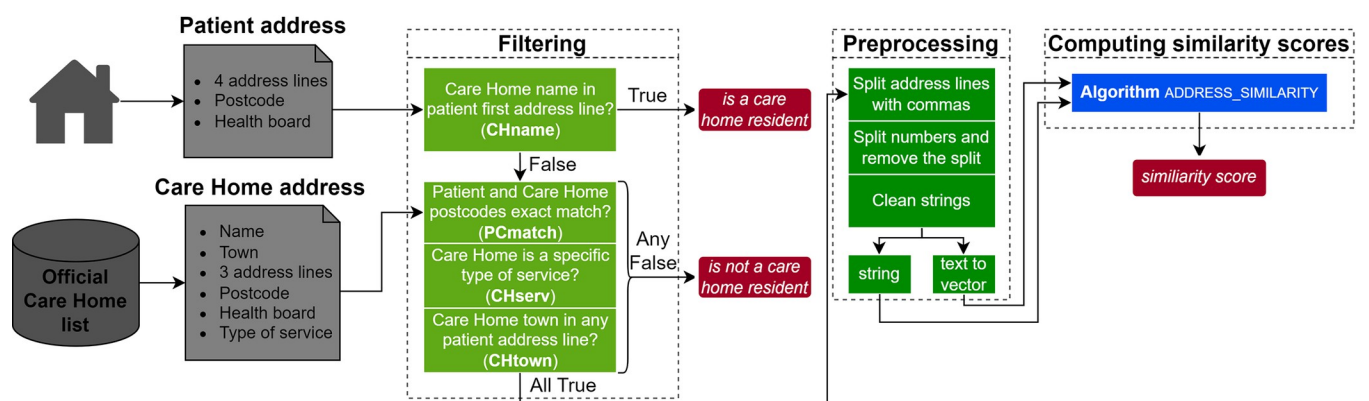 Patient address
4 address lines
Postcode
Health board
Care Home address
Official
Care Home
list
Name
Town
3 address lines
Postcode
Health board
Type of service
Filtering
Care Home name in
patient first address line?
(CHname)
True
is a care
home resident
False
Patient and Care Home
postcodes exact match?
(PCmatch)
Care Home is a specific
type of service?
(CHserv)
Care Home town in any
patient address line?
(CHtown)
Any
False
is not a care
home resident
All True
Preprocessing
Split address lines
with commas
Split numbers and
remove the split
Clean strings
string
text to
vector
Computing similarity scores
Algorithm ADDRESS_SIMILARITY
similiarity score